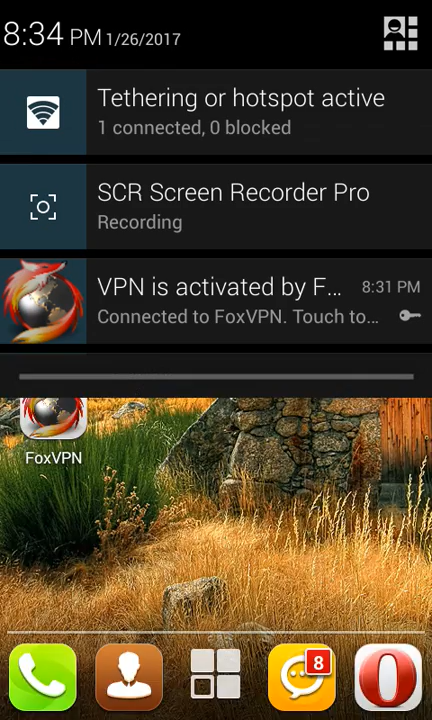 8:34 PM 1/26/2017
Tethering or hotspot active
1 connected, 0 blocked
SCR Screen Recorder Pro
Recording
VPN is activated by F... 8:31 PM
Connected to FoxVPN. Touch to...
FoxVPN
8